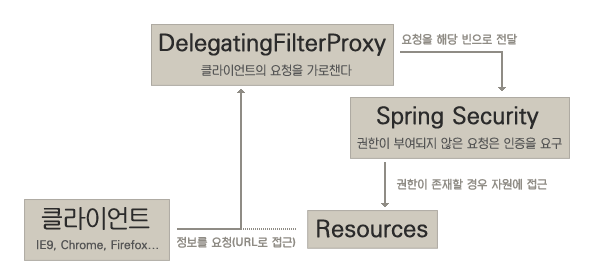 DelegatingFilterProxy
클라이언트의 요청을 가로챈다
요청을 해당 빈으로 전달
Spring Security
권한이 부여되지 않은 요청은 인증을 요구
권한이 존재할 경우 자원에 접근
클라이언트
IE9, Chrome, Firefox...
정보를 요청(URL로 접근)
Resources